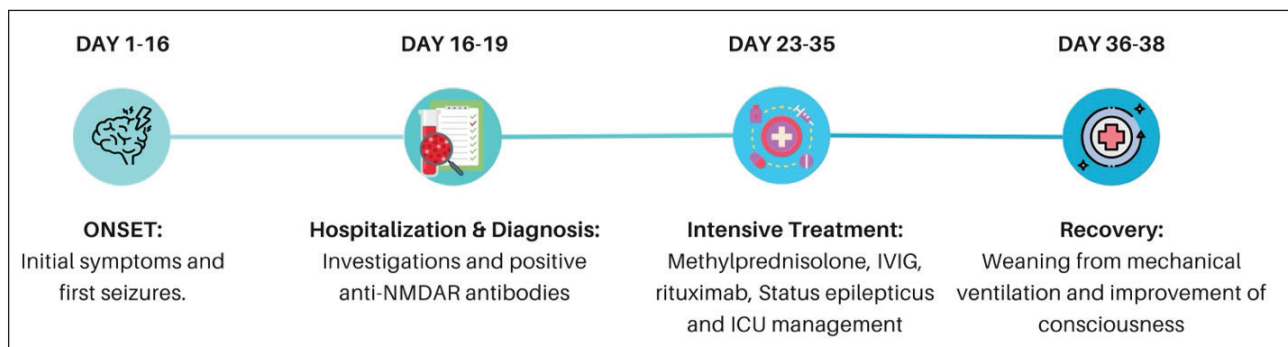 DAY 1-16
ONSET:
Initial symptoms and
first seizures.
DAY 16-19
Hospitalization & Diagnosis:
Investigations and positive
anti-NMDAR antibodies
DAY 23-35
Intensive Treatment:
Methylprednisolone, IVIG,
rituximab, Status epilepticus
and ICU management
DAY 36-38
Recovery:
Weaning from mechanical
ventilation and improvement of
consciousness